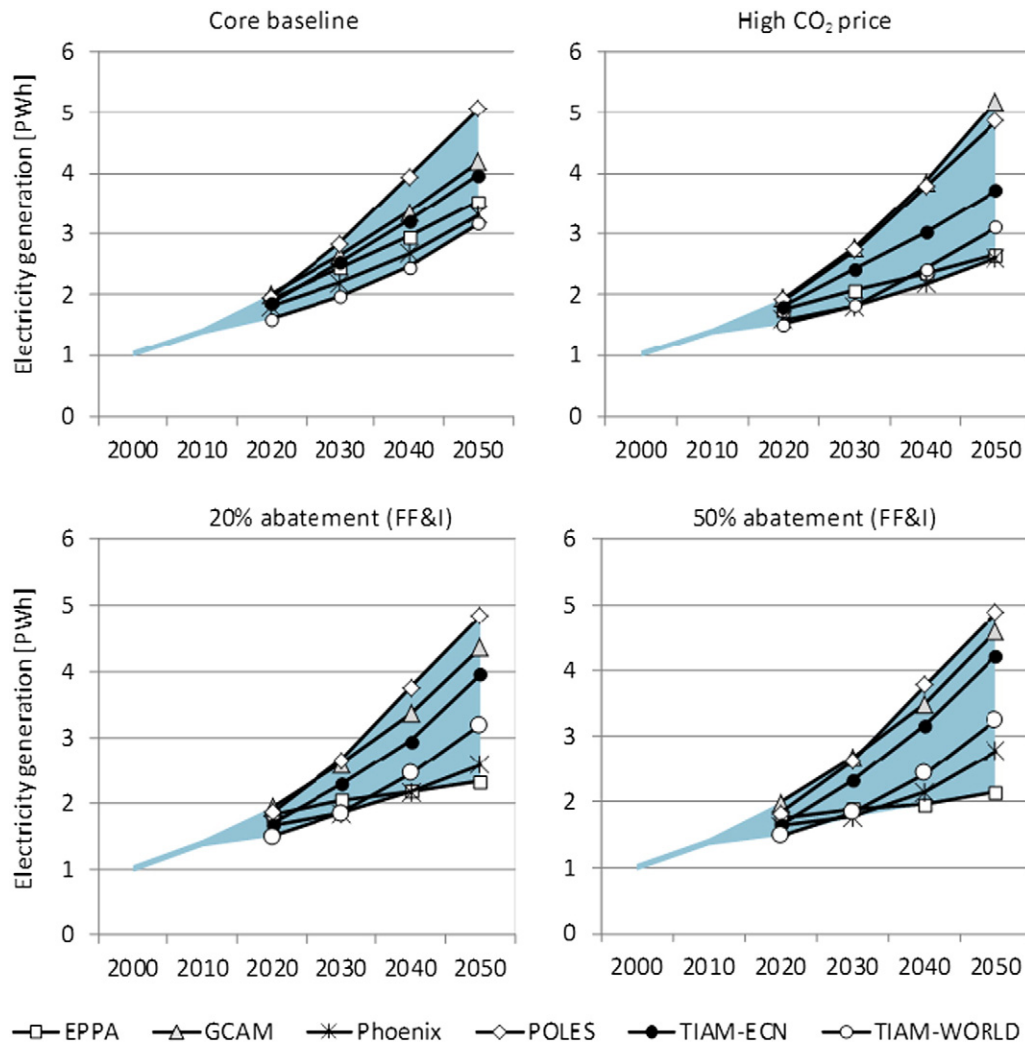 Core baseline
High CO₂ price
Electricity generation [PWh]
6
5
4
3
2
1
0
2000 2010 2020 2030 2040 2050
6
5
4
3
2
1
0
2000 2010 2020 2030 2040 2050
20% abatement (FF&I)
50% abatement (FF&I)
Electricity generation [PWh]
6
5
4
3
2
1
0
2000 2010 2020 2030 2040 2050
6
5
4
3
2
1
0
2000 2010 2020 2030 2040 2050
EPPA GCAM Phoenix POLES TIAM-ECN TIAM-WORLD